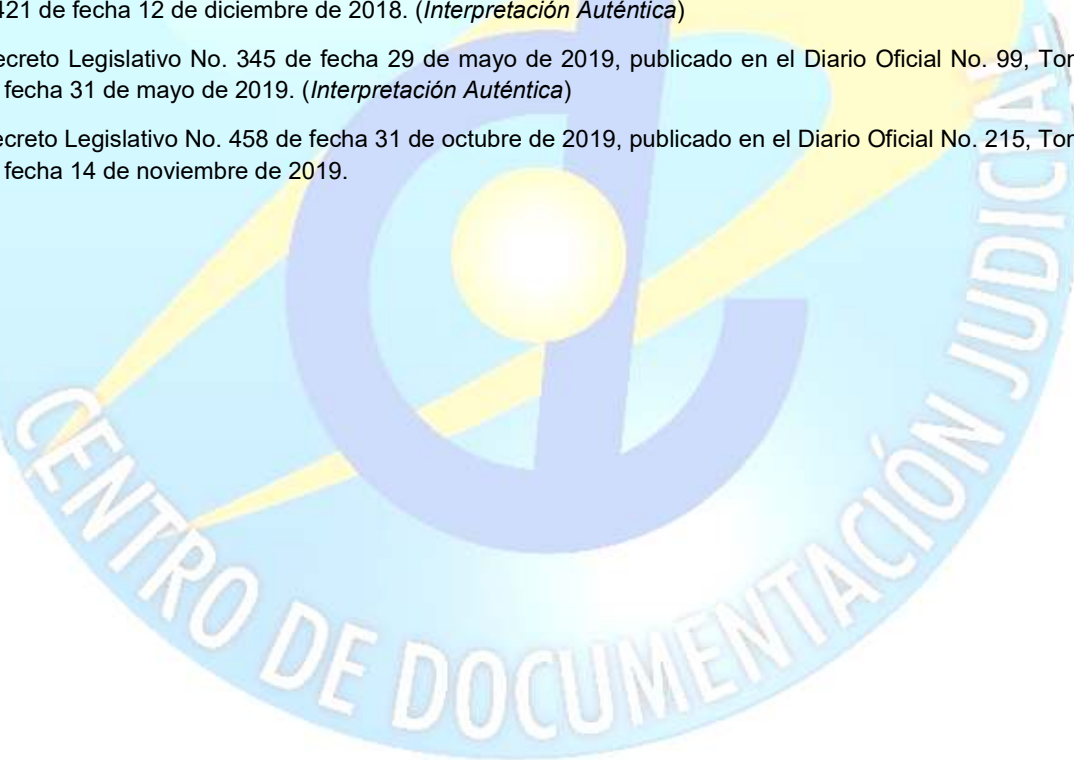 421 de fecha 12 de diciembre de 2018. (Interpretación Auténtica)
ecreto Legislativo No. 345 de fecha 29 de mayo de 2019, publicado en el Diario Oficial No. 99, Tom
fecha 31 de mayo de 2019. (Interpretación Auténtica)
ecreto Legislativo No. 458 de fecha 31 de octubre de 2019, publicado en el Diario Oficial No. 215, Tom
fecha 14 de noviembre de 2019.
CENTRO DE DOCUMENTACIÓN JUDICIAL